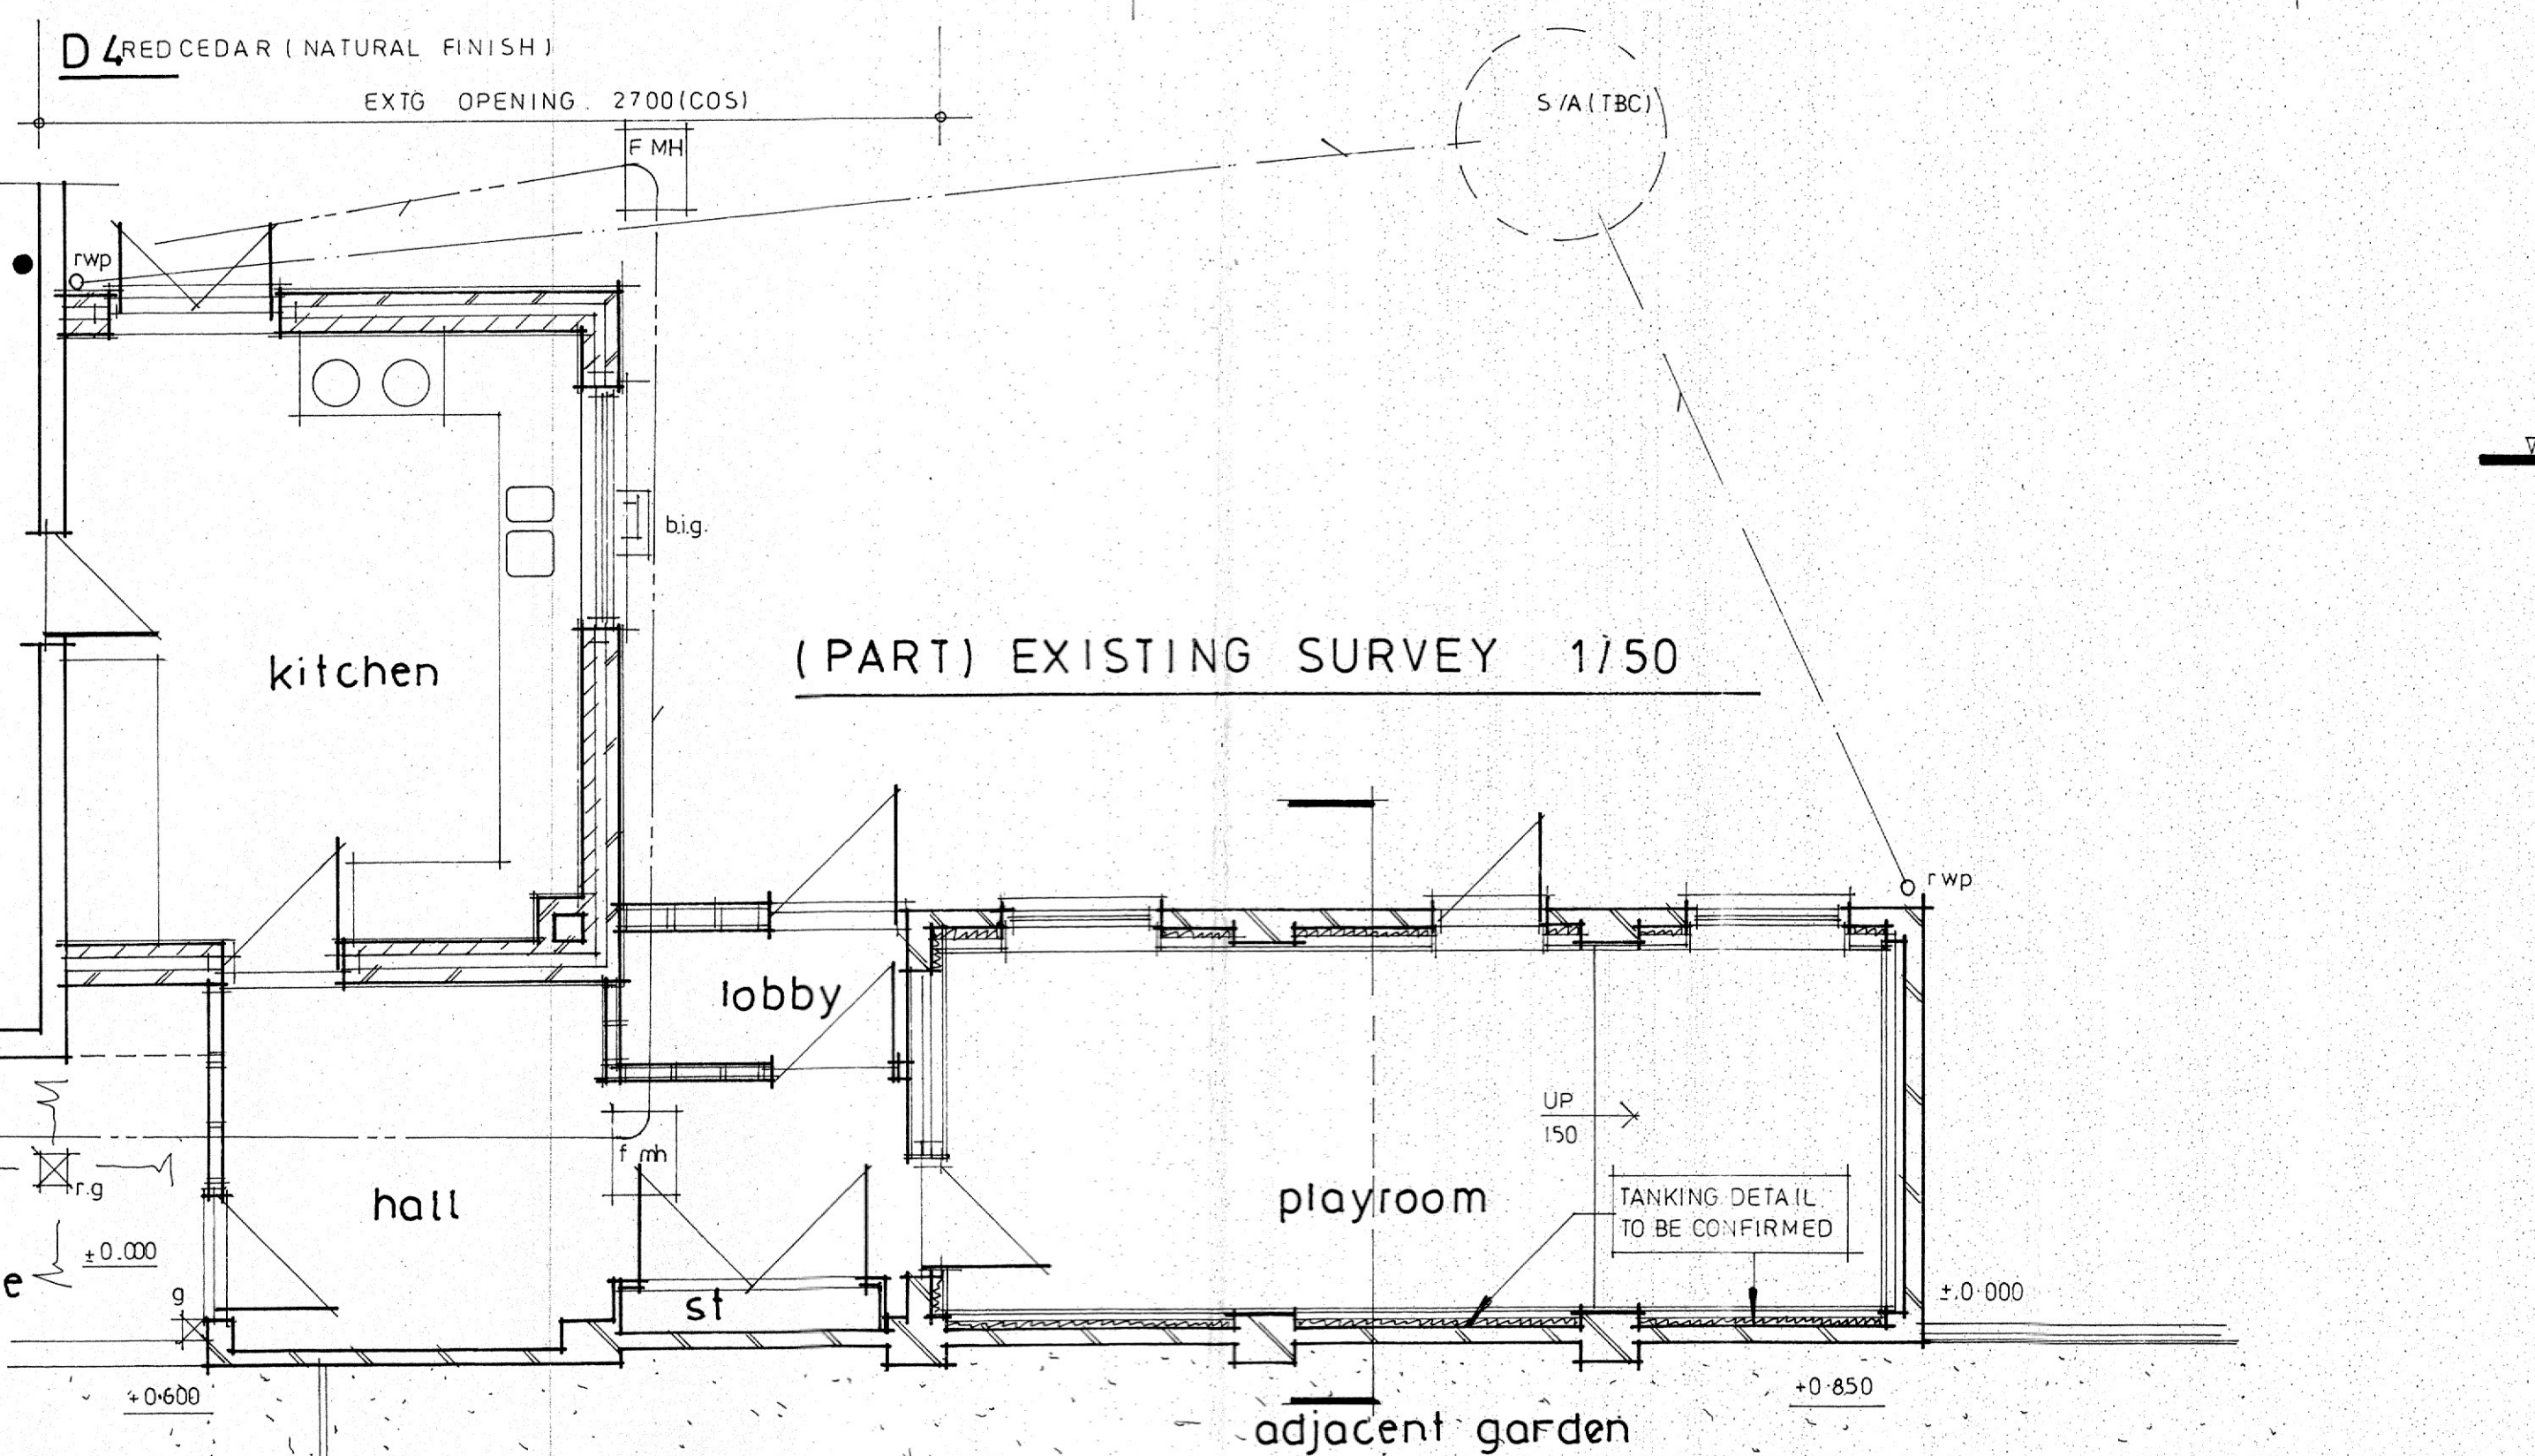 D4 RED CEDAR (NATURAL FINISH)
EXTG OPENING. 2700 (COS)
F MH
S/A (TBC)
rwp
b.i.g.
kitchen
(PART) EXISTING SURVEY 1/50
rwp
lobby
UP
150
f mh
r.g
hall
playroom
TANKING DETAIL
TO BE CONFIRMED
±0.000
e
g
st
±0.000
+0.600
+0.850
adjacent garden